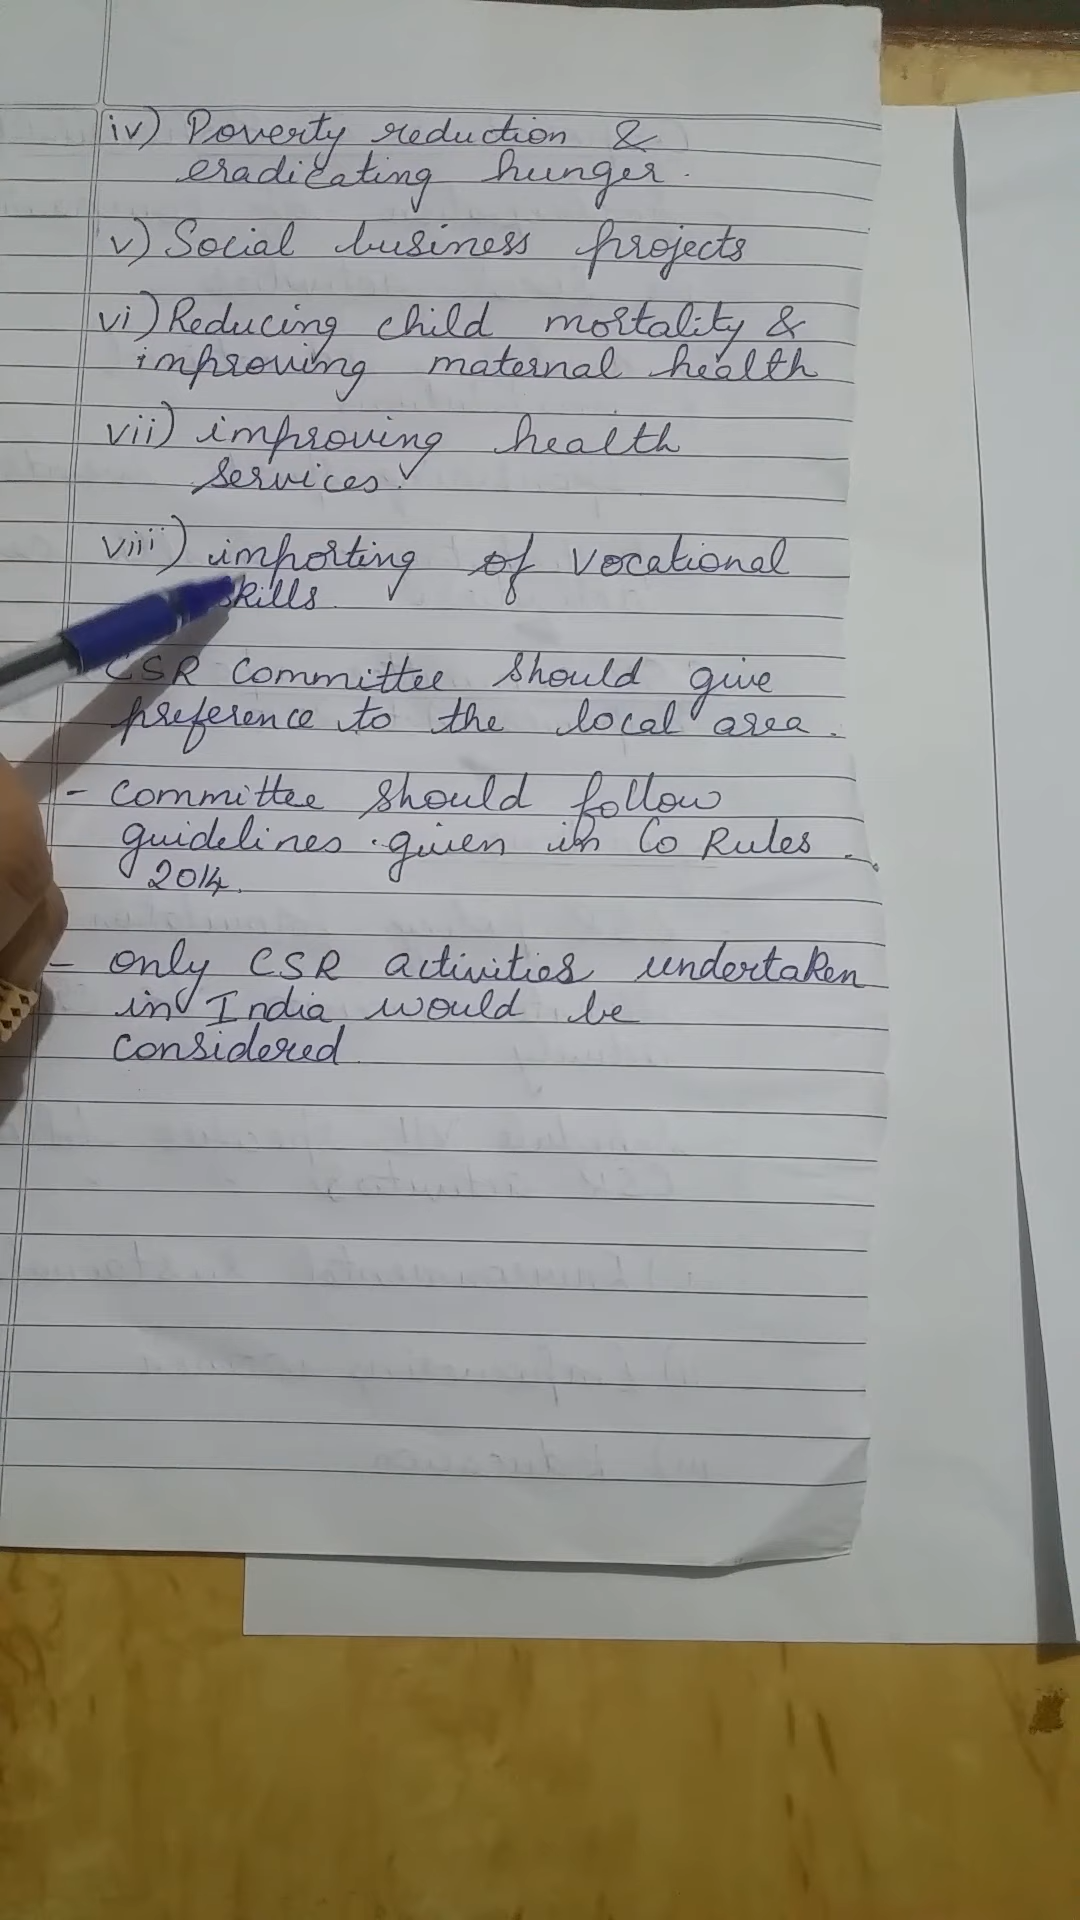 iv) Poverty reduction &
eradicating hunger.
v) Social business projects
vi) Reducing child mortality &
improving maternal health
vii) improving health
services.
viii) importing of vocational
skills.
CSR Committee should give
preference to the local area.
- Committee should follow
guidelines given in Co Rules.
2014.
- only CSR activities undertaken
in India would be
considered.